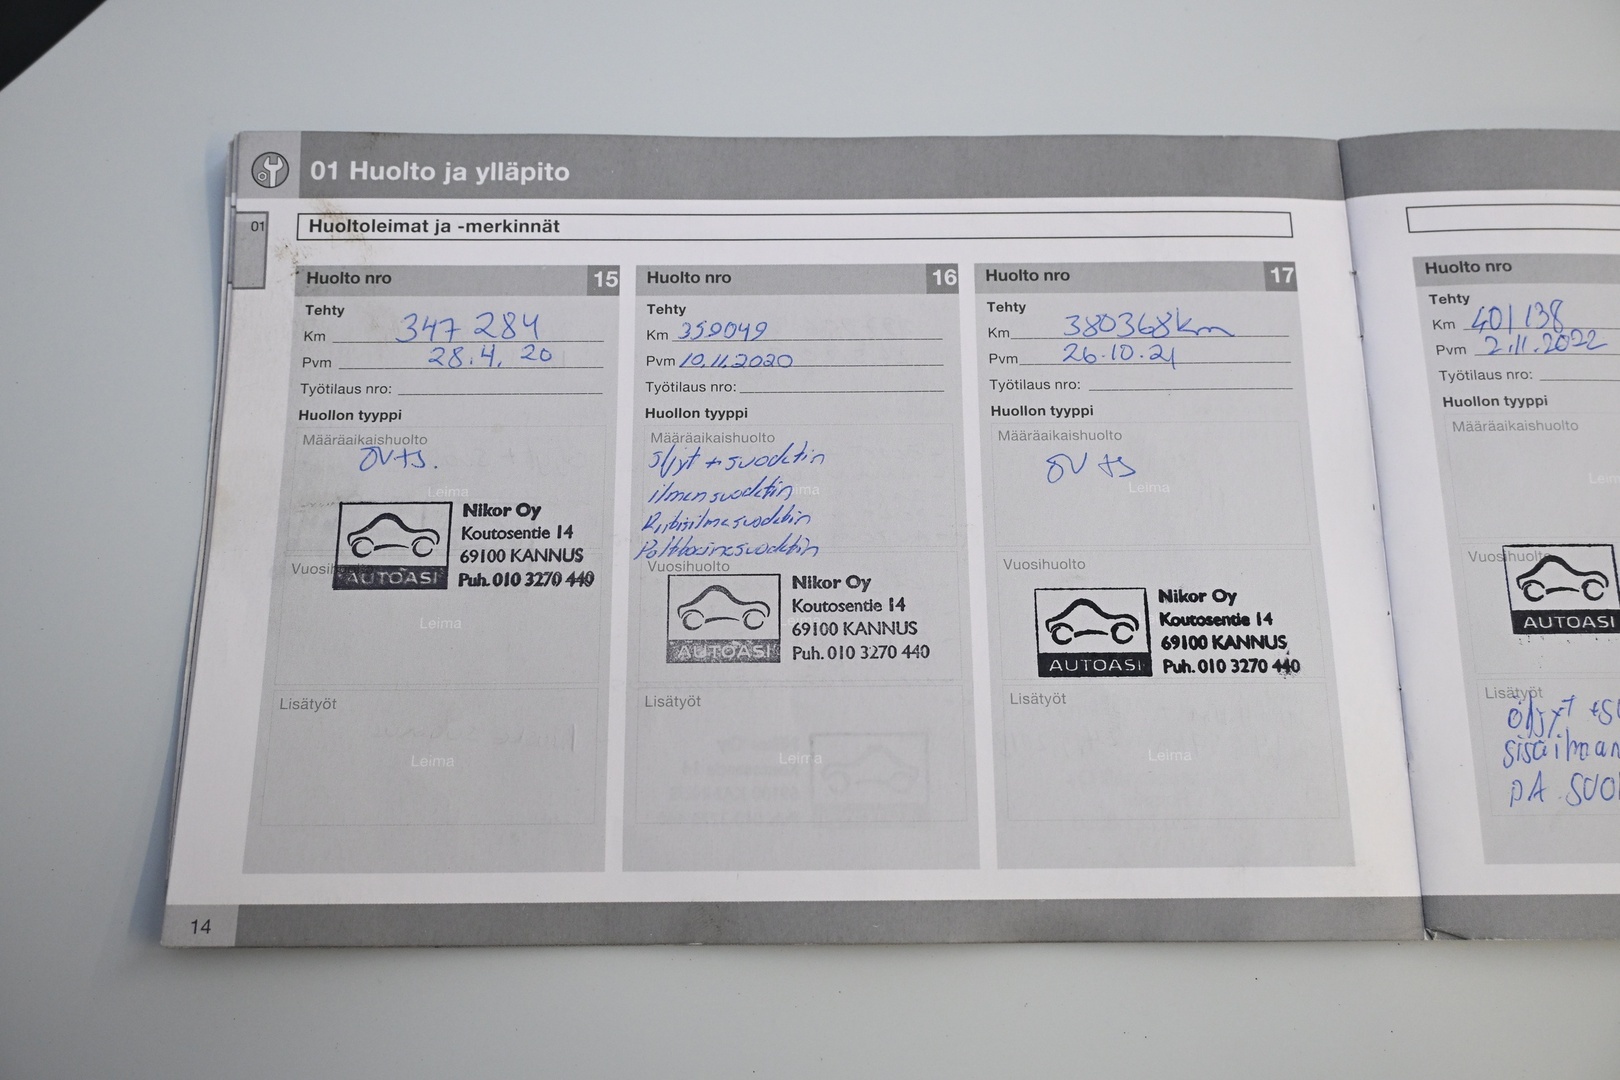 01 Huolto ja ylläpito
01
Huoltoleimat ja -merkinnät
Huolto nro 15
Tehty
Km 347 284
Pvm 28.4. 20
Työtilaus nro:
Huollon tyyppi
Määräaikaishuolto
ÖV+S.
Leima
Nikor Oy
Koutosentie 14
69100 KANNUS
Puh. 010 3270 440
AUTOASI
Leima
Lisätyöt
Leima
Huolto nro 16
Tehty
Km 359049
Pvm 10.11.2020
Työtilaus nro:
Huollon tyyppi
Määräaikaishuolto
Öljyt + suodatin
ilmansuodatin
Raitisilmasuodatin
Polttoainesuodatin
Vuosihuolto
Nikor Oy
Koutosentie 14
69100 KANNUS
Puh. 010 3270 440
AUTOASI
Lisätyöt
Leima
Huolto nro 17
Tehty
Km 380368km
Pvm 26.10.21
Työtilaus nro:
Huollon tyyppi
Määräaikaishuolto
ÖV +S
Leima
Vuosihuolto
Nikor Oy
Koutosentie 14
69100 KANNUS
Puh. 010 3270 440
AUTOASI
Lisätyöt
Leima
14
Huolto nro
Tehty
Km 401138
Pvm 2.11.2022
Työtilaus nro:
Huollon tyyppi
Määräaikaishuolto
Vuosihuolto
AUTOASI
Lisätyöt
öljyt +S
sisäilman
PA. SUO